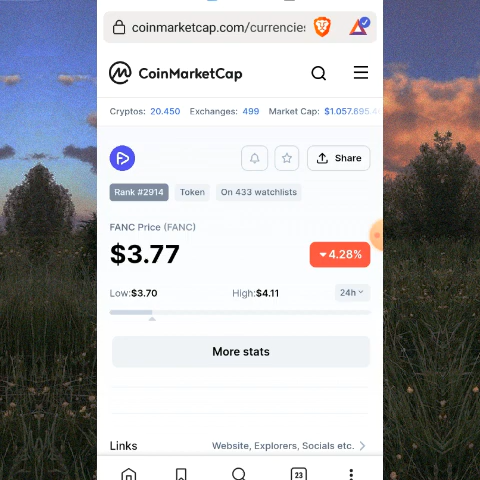 coinmarketcap.com/currencies
CoinMarketCap
Cryptos: 20.450 Exchanges: 499 Market Cap: $1.057.695.4
Share
Rank #2914 Token On 433 watchlists
FANC Price (FANC)
$3.77 4.28%
Low:$3.70 High:$4.11 24h
More stats
Links Website, Explorers, Socials etc.
23